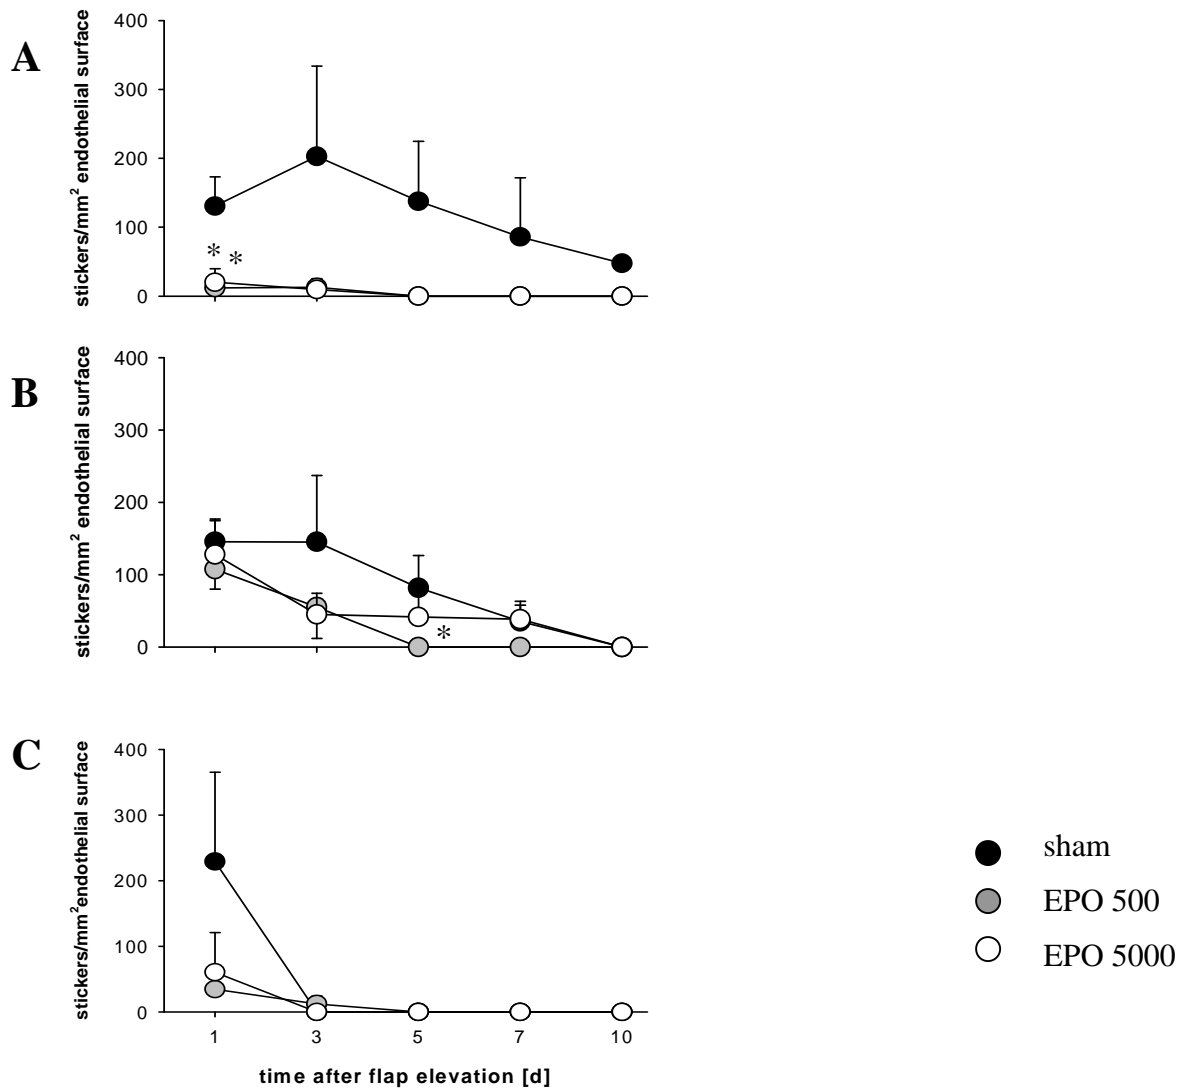 A
stickers/mm² endothelial surface
400
300
200
100
0
* *
B
stickers/mm² endothelial surface
400
300
200
100
0
*
C
stickers/mm²endothelial surface
400
300
200
100
0
1 3 5 7 10
time after flap elevation [d]
sham
EPO 500
EPO 5000